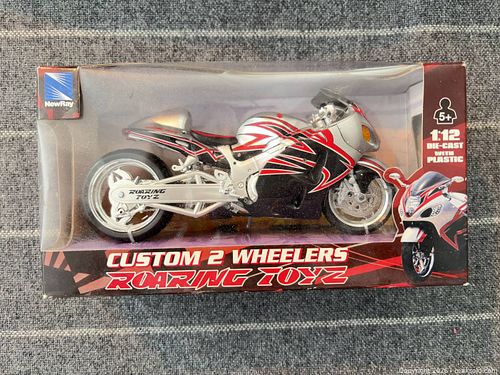 NewRay
5+
1:12
DIE-CAST
WITH
PLASTIC
ROARING
TOYZ
CUSTOM 2 WHEELERS
ROARING TOYZ